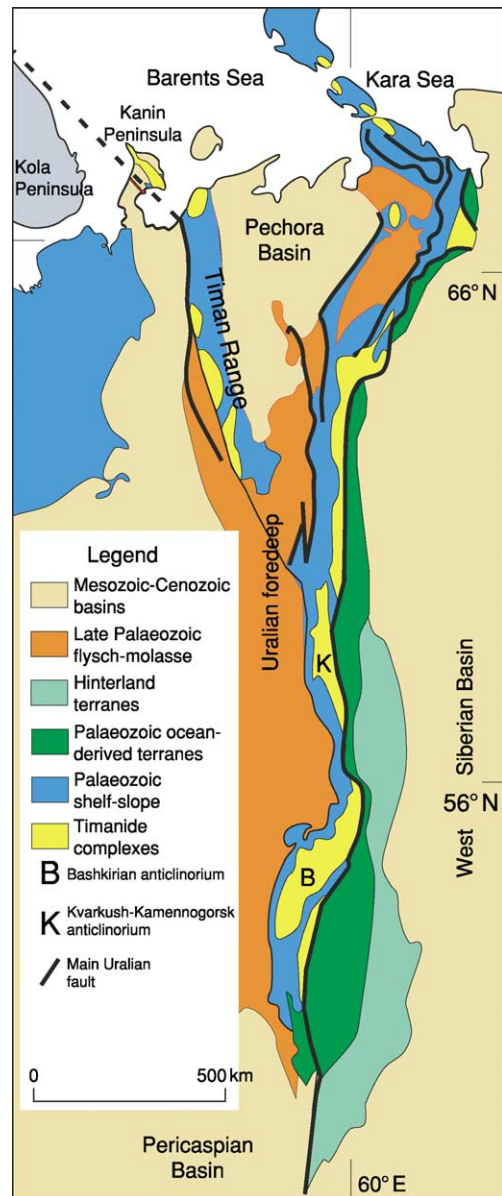 Barents Sea
Kara Sea
Kanin
Peninsula
Kola
Peninsula
Pechora
Basin
66° N
Timan Range
Uralian foredeep
Legend
Mesozoic-Cenozoic
basins
Late Palaeozoic
flysch-molasse
Hinterland
terranes
Palaeozoic ocean-
derived terranes
Palaeozoic
shelf-slope
Timanide
complexes
B Bashkirian anticlinorium
K Kvarkush-Kamennogorsk
anticlinorium
Main Uralian
fault
0 500 km
K
West Siberian Basin
56° N
B
Pericaspian
Basin
60° E